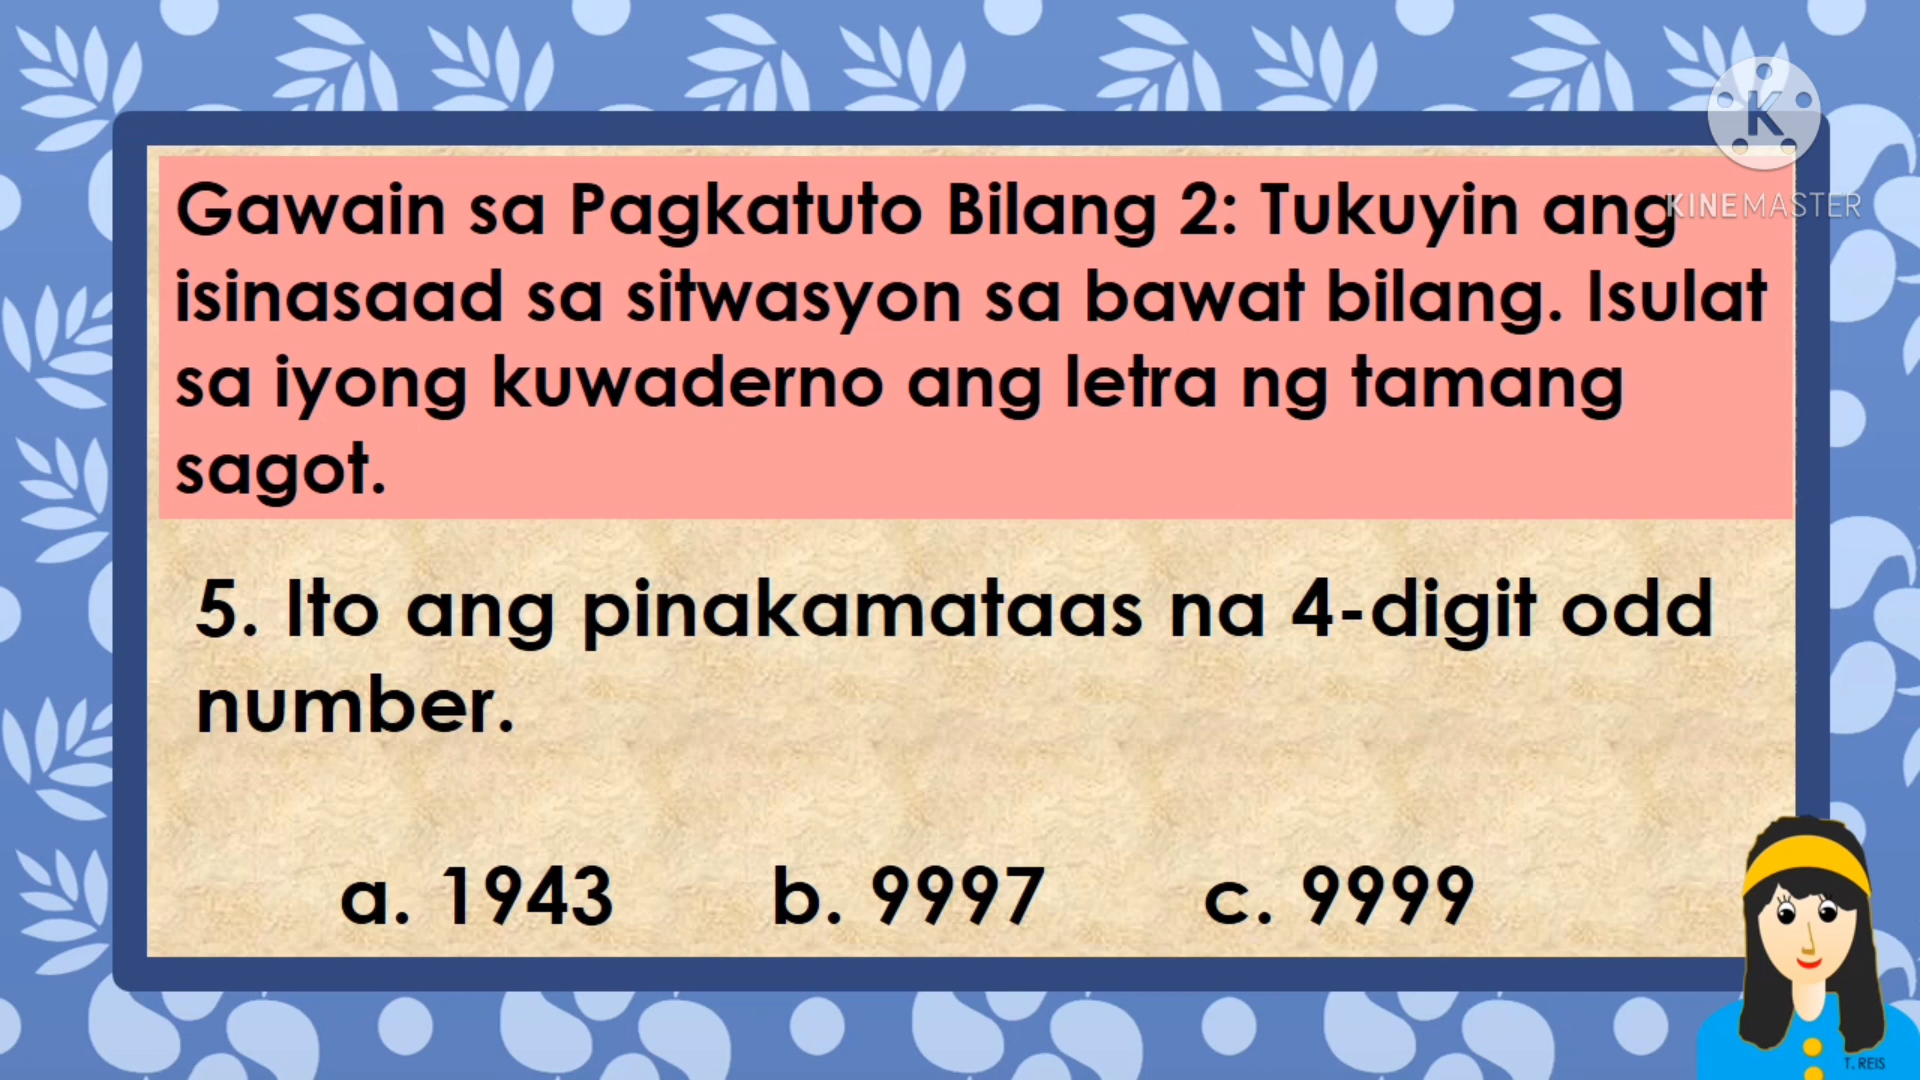 K
KINEMASTER
Gawain sa Pagkatuto Bilang 2: Tukuyin ang
isinasaad sa sitwasyon sa bawat bilang. Isulat
sa iyong kuwaderno ang letra ng tamang
sagot.
5. Ito ang pinakamataas na 4-digit odd
number.
a. 1943 b. 9997 c. 9999
T. REIS